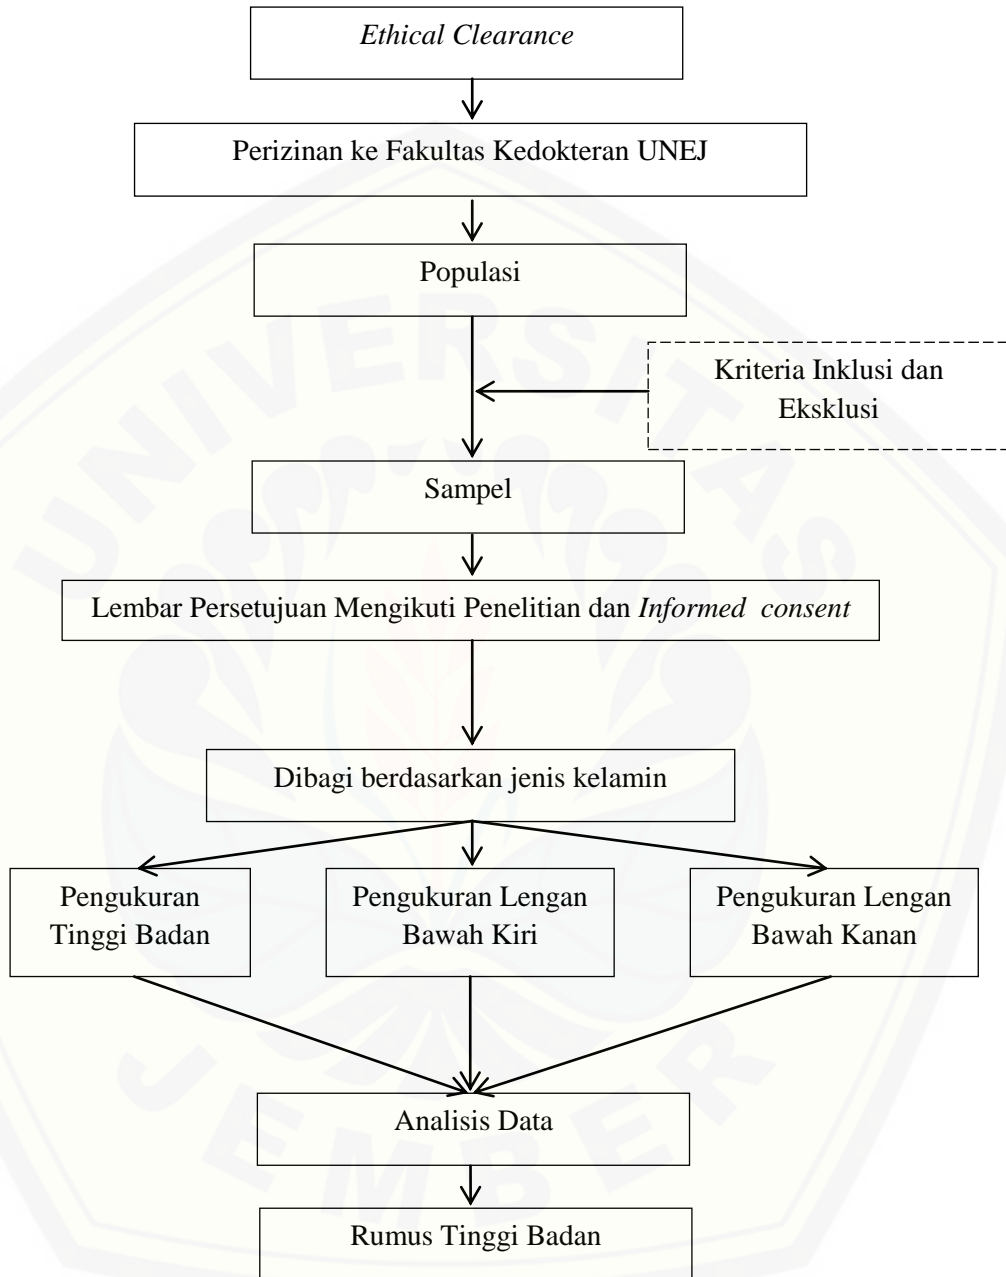 Ethical Clearance
Perizinan ke Fakultas Kedokteran UNEJ
Populasi
Kriteria Inklusi dan
Eksklusi
Sampel
Lembar Persetujuan Mengikuti Penelitian dan Informed consent
Dibagi berdasarkan jenis kelamin
Pengukuran
Tinggi Badan
Pengukuran Lengan
Bawah Kiri
Pengukuran Lengan
Bawah Kanan
Analisis Data
Rumus Tinggi Badan
UNIVERSITAS
JEMBER